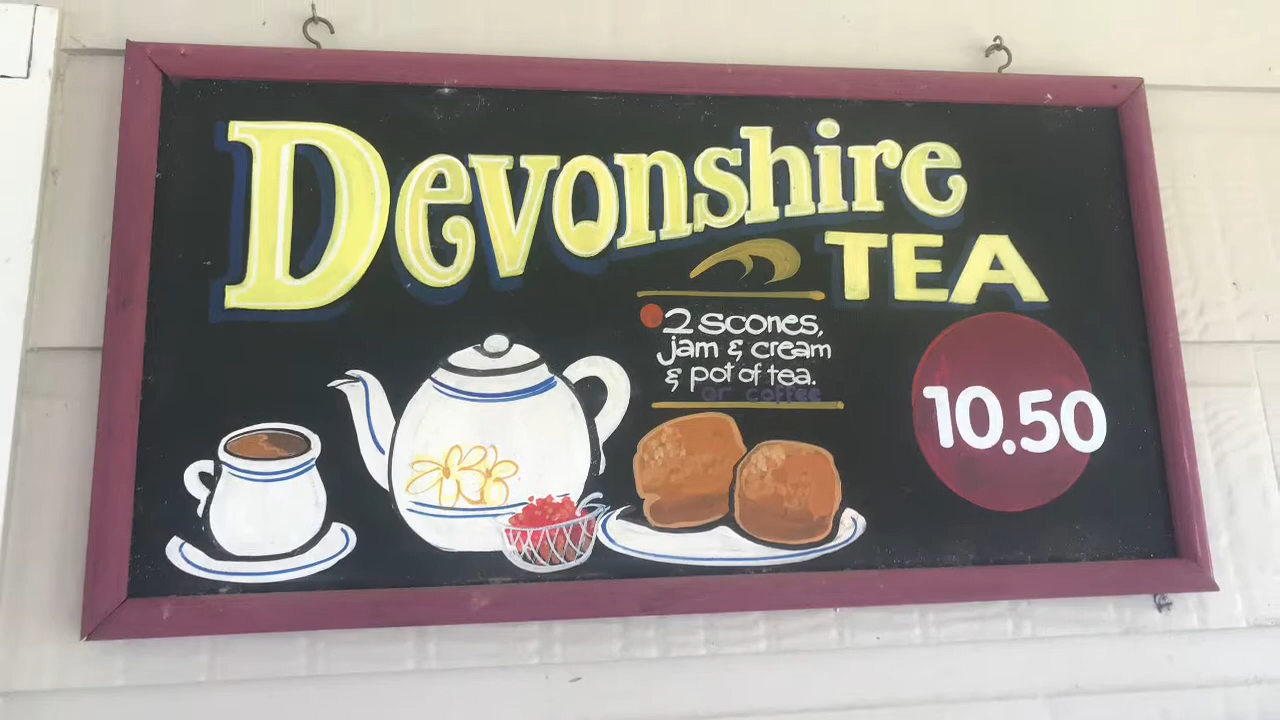 Devonshire
TEA
2 scones,
jam & cream
& pot of tea.
or coffee
10.50